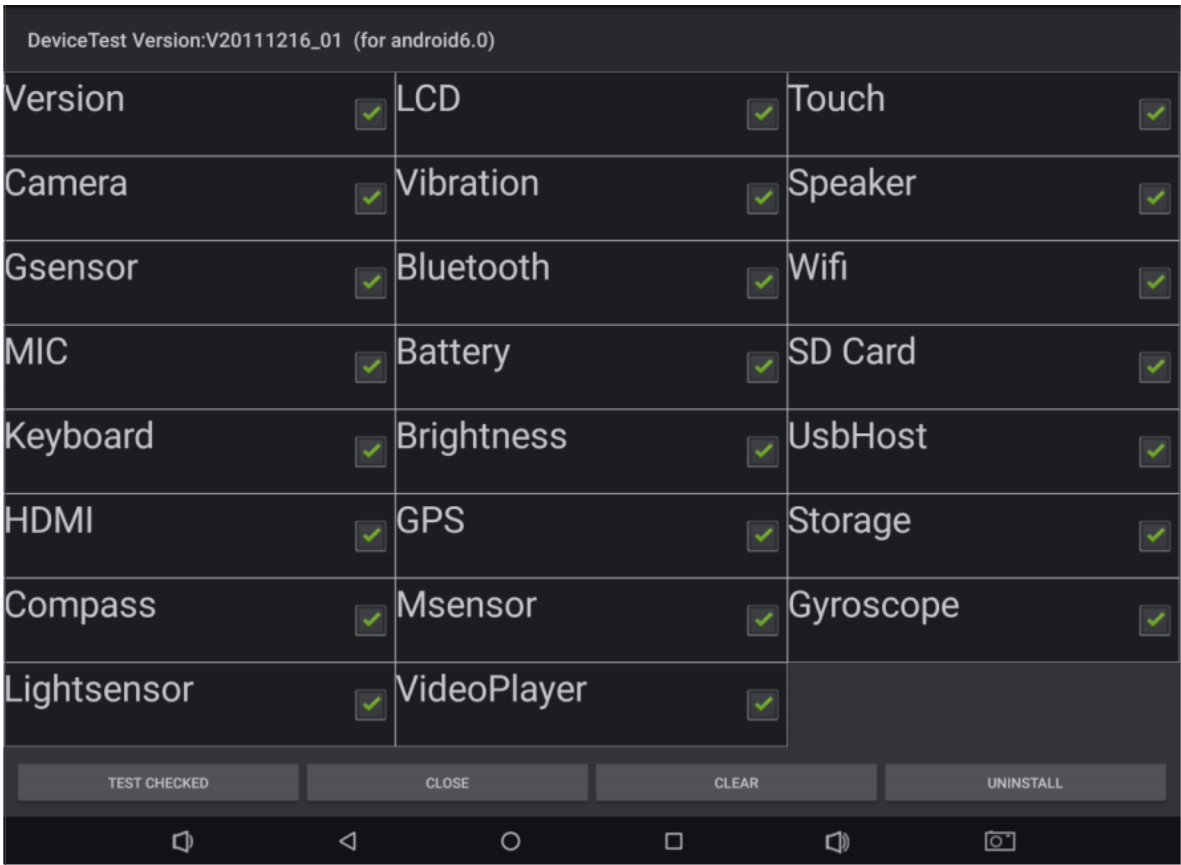 DeviceTest Version:V20111216_01 (for android6.0)
Version LCD Touch
Camera Vibration Speaker
Gsensor Bluetooth Wifi
MIC Battery SD Card
Keyboard Brightness UsbHost
HDMI GPS Storage
Compass Msensor Gyroscope
Lightsensor VideoPlayer
TEST CHECKED CLOSE CLEAR UNINSTALL